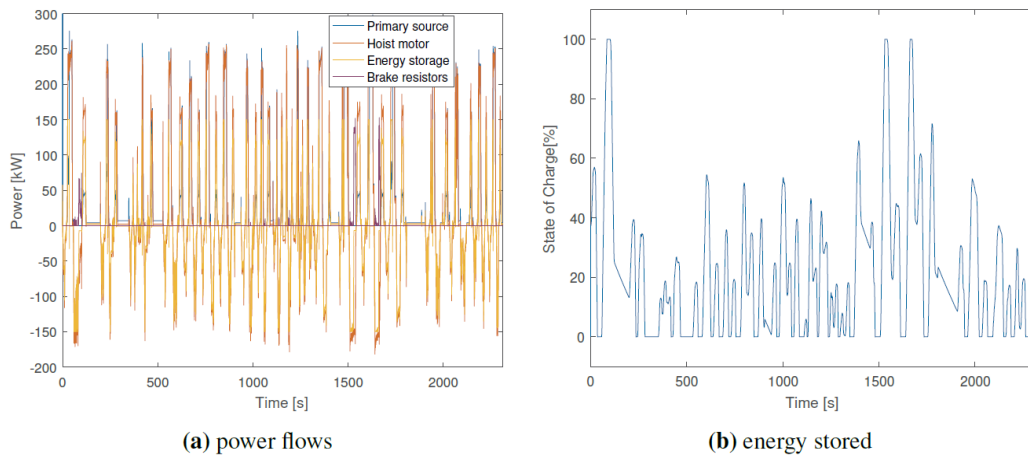 300
250
200
150
100
50
0
-50
-100
-150
-200
Power [kW]
Primary source
Hoist motor
Energy storage
Brake resistors
0 500 1000 1500 2000
Time [s]
(a) power flows
100
80
60
40
20
0
State of Charge[%]
0 500 1000 1500 2000
Time [s]
(b) energy stored